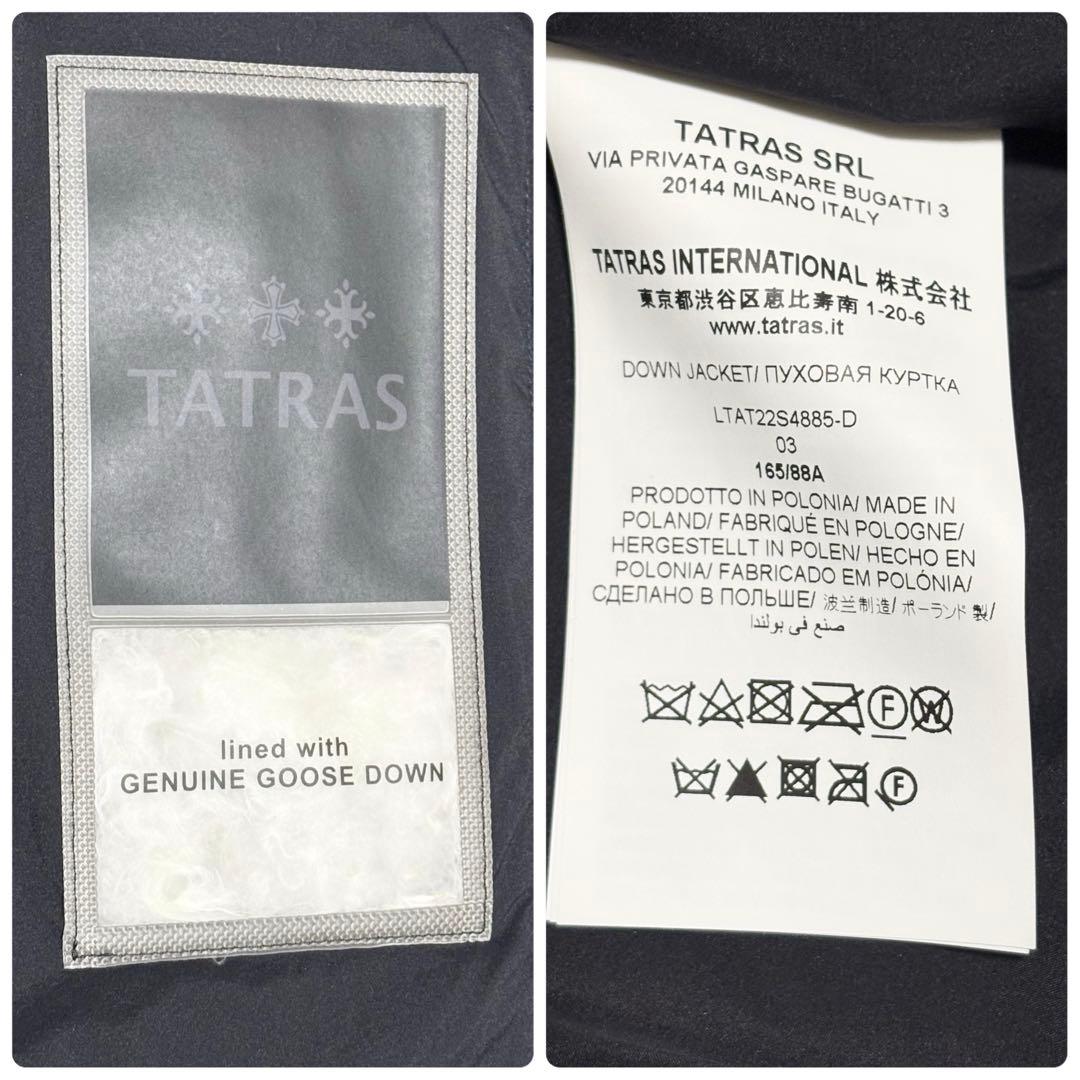 TATRAS
lined with
GENUINE GOOSE DOWN
TATRAS SRL
VIA PRIVATA GASPARE BUGATTI 3
20144 MILANO ITALY
TATRAS INTERNATIONAL 株式会社
東京都渋谷区恵比寿南 1-20-6
www.tatras.it
DOWN JACKET/ ПУХОВАЯ КУРТКА
LTAT22S4885-D
03
165/88A
PRODOTTO IN POLONIA/ MADE IN
POLAND/ FABRIQUÉ EN POLOGNE/
HERGESTELLT IN POLEN/ HECHO EN
POLONIA/ FABRICADO EM POLÓNIA/
СДЕЛАНО В ПОЛЬШЕ/ 波兰制造/ ポーランド製/
صنع في بولندا
F W
F